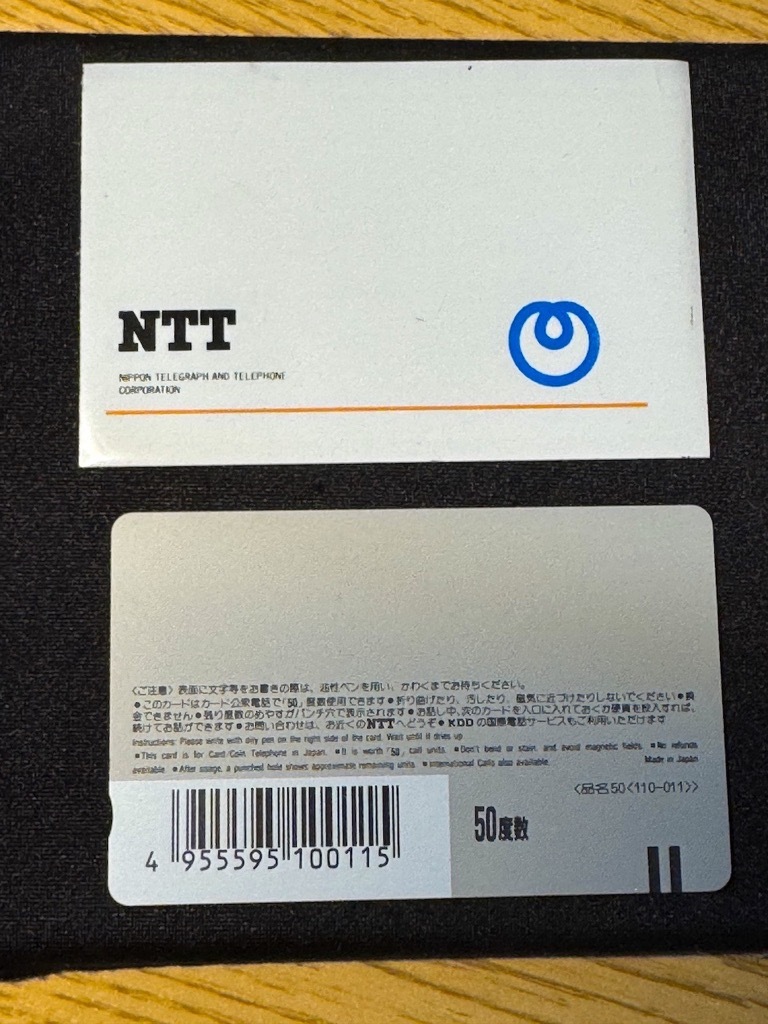 NTT
NIPPON TELEGRAPH AND TELEPHONE
CORPORATION
〈ご注意〉表面に文字等をお書きの際は、油性ペンを用い、かわくまでお待ちください。
●このカードはカード公衆電話で「50」度数使用できます●折り曲げたり、汚したり、磁気に近づけたりしないでください●換
金できません●残り度数のめやすがパンチ穴で表示されます●お話し中、次のカードを入口に入れておくか硬貨を投入すれば、
続けてお話ができます●お問い合わせは、お近くのNTTへどうぞ●KDDの国際電話サービスもご利用いただけます
Instructions: Please write with oily pen on the right side of the card. Wait until it dries up
●This card is for Card/Coin Telephone in Japan. ●It is worth「50」call units. ●Don't bend or stain, and avoid magnetic fields. ●No refunds
available. ●After usage, a punched hold shows approximate remaining units. ●International Calls also available.
Made in Japan
〈品名50<110-011>〉
4 955595 100115
50度数